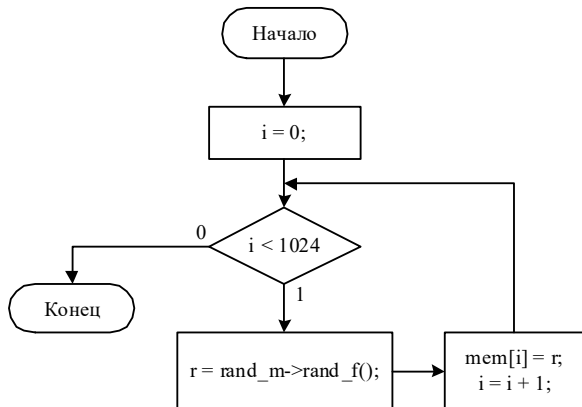 Начало
i = 0;
i < 1024
0
1
Конец
r = rand_m->rand_f();
mem[i] = r;
i = i + 1;